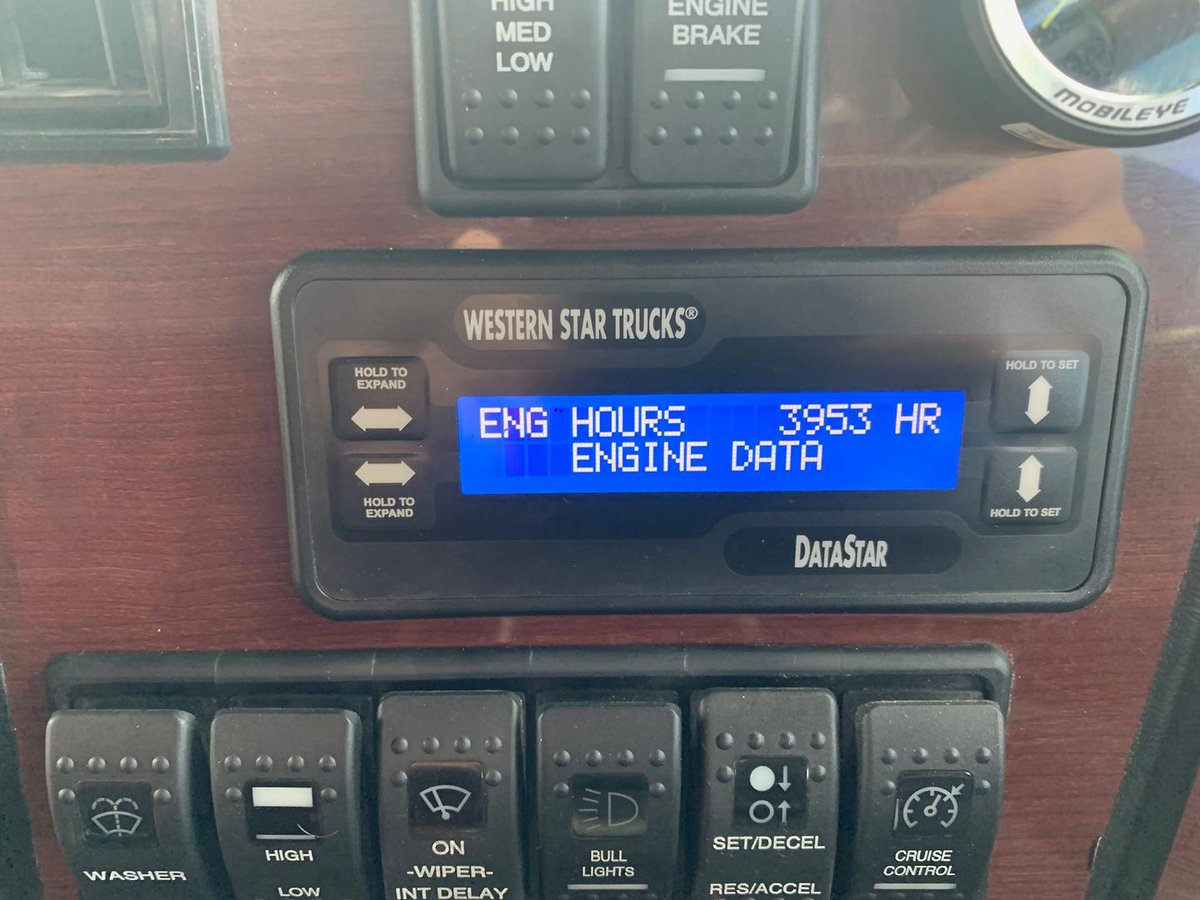 HIGH
MED
LOW
ENGINE
BRAKE
MOBILEYE
WESTERN STAR TRUCKS®
HOLD TO
EXPAND
HOLD TO SET
ENG HOURS 3953 HR
ENGINE DATA
HOLD TO
EXPAND
HOLD TO SET
DATASTAR
WASHER
HIGH
LOW
ON
-WIPER-
INT DELAY
BULL
LIGHTS
SET/DECEL
RES/ACCEL
CRUISE
CONTROL